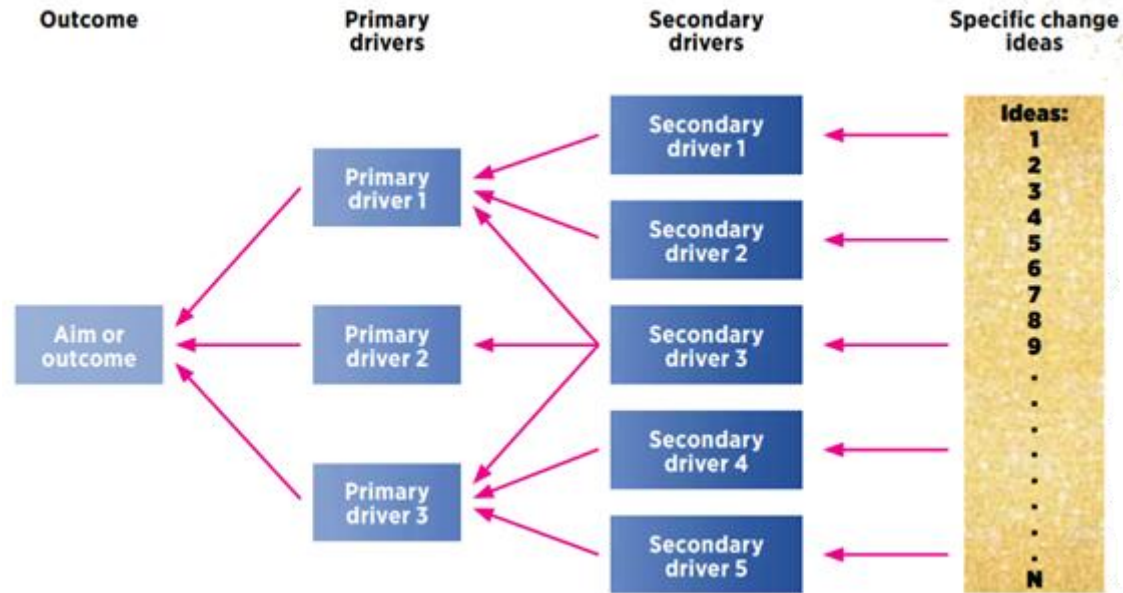 Outcome
Primary
drivers
Secondary
drivers
Specific change
ideas
Aim or
outcome
Primary
driver 1
Primary
driver 2
Primary
driver 3
Secondary
driver 1
Secondary
driver 2
Secondary
driver 3
Secondary
driver 4
Secondary
driver 5
Ideas:
1
2
3
4
5
6
7
8
9
.
.
.
.
.
.
.
.
N